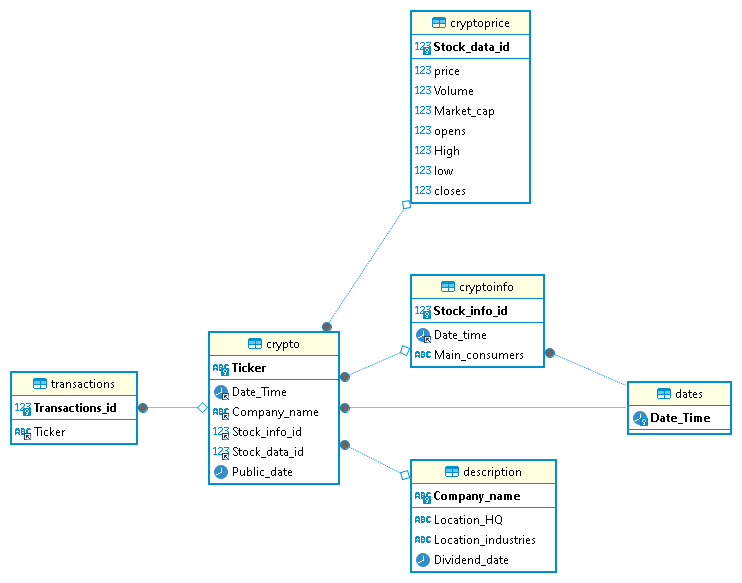 cryptoprice
123 Stock_data_id
123 price
123 Volume
123 Market_cap
123 opens
123 High
123 low
123 closes
cryptoinfo
123 Stock_info_id
Date_time
ABC Main_consumers
crypto
ABC Ticker
Date_Time
ABC Company_name
123 Stock_info_id
123 Stock_data_id
Public_date
transactions
123 Transactions_id
ABC Ticker
dates
Date_Time
description
ABC Company_name
ABC Location_HQ
ABC Location_industries
Dividend_date